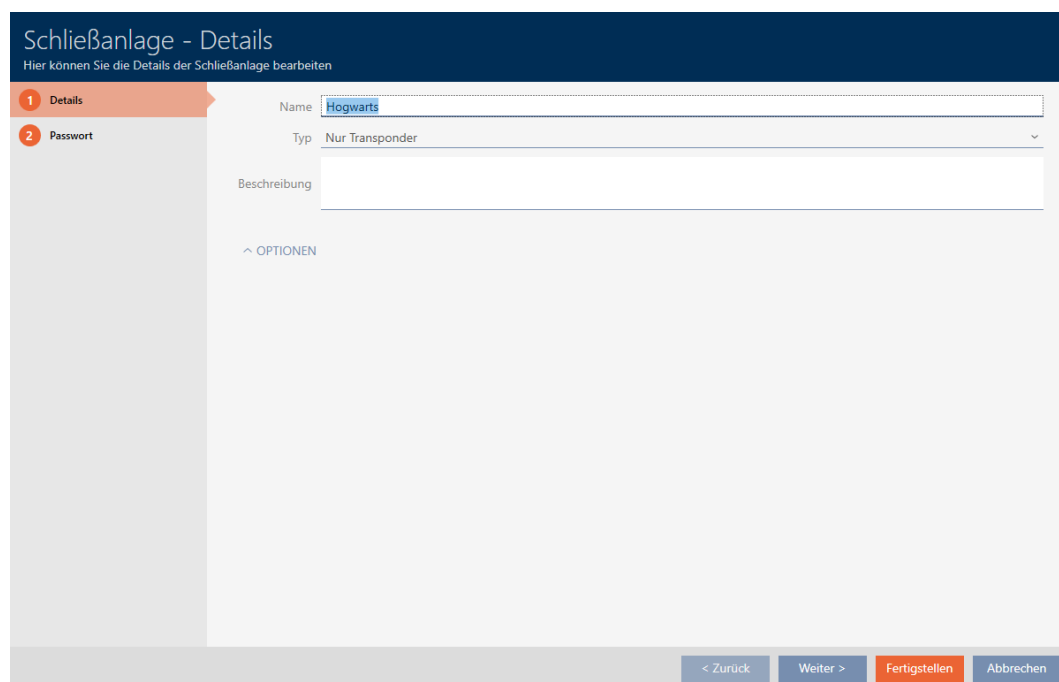 Schließanlage - Details
Hier können Sie die Details der Schließanlage bearbeiten
1 Details
2 Passwort
Name Hogwarts
Typ Nur Transponder
Beschreibung
OPTIONEN
< Zurück Weiter > Fertigstellen Abbrechen